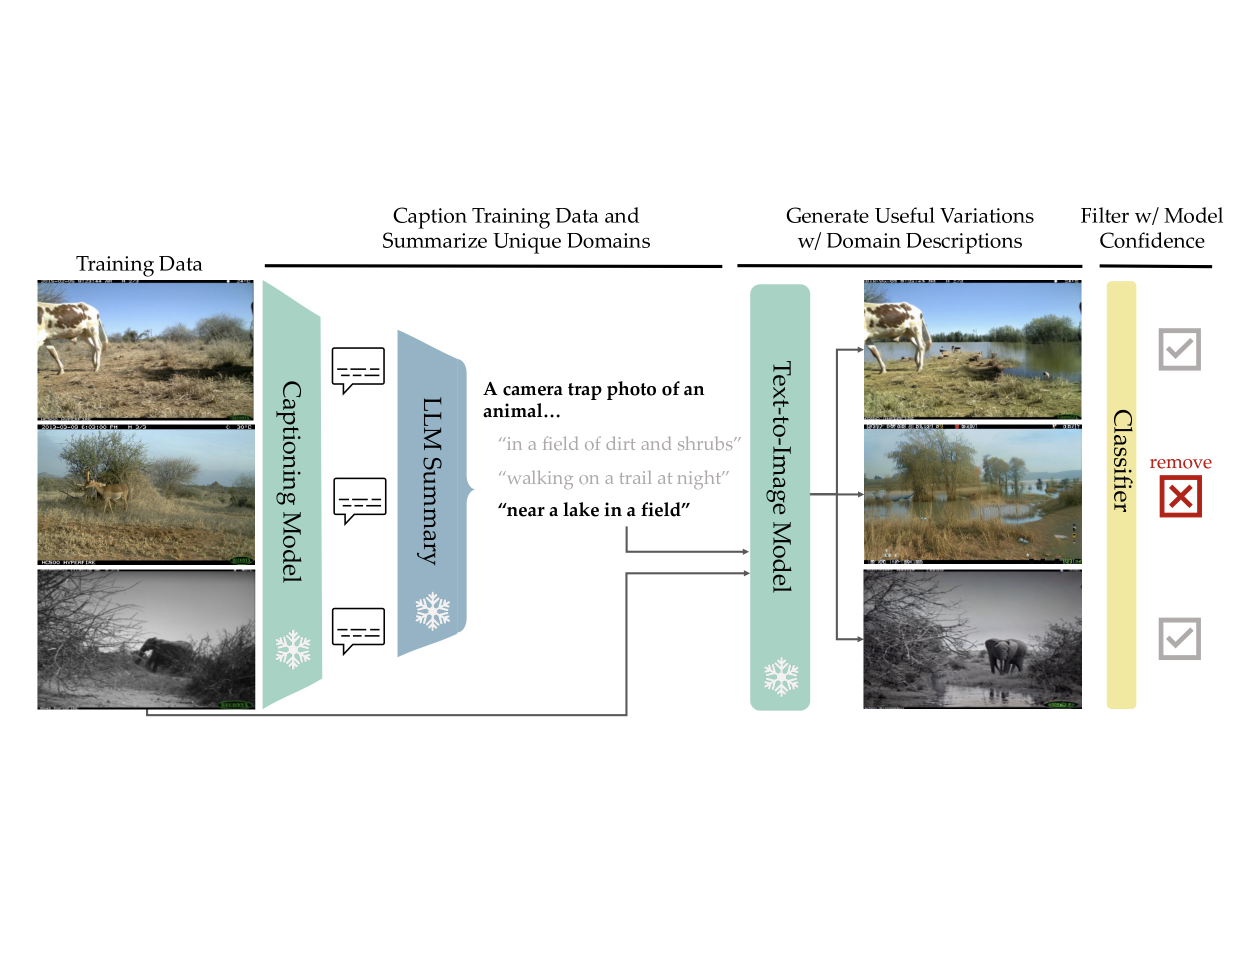 Caption Training Data and
Summarize Unique Domains
Generate Useful Variations
w/ Domain Descriptions
Filter w/ Model
Confidence
Training Data
Captioning Model
LLM Summary
A camera trap photo of an
animal...
“in a field of dirt and shrubs”
“walking on a trail at night”
“near a lake in a field”
Text-to-Image Model
Classifier
remove
HC500 HYPERFIRE